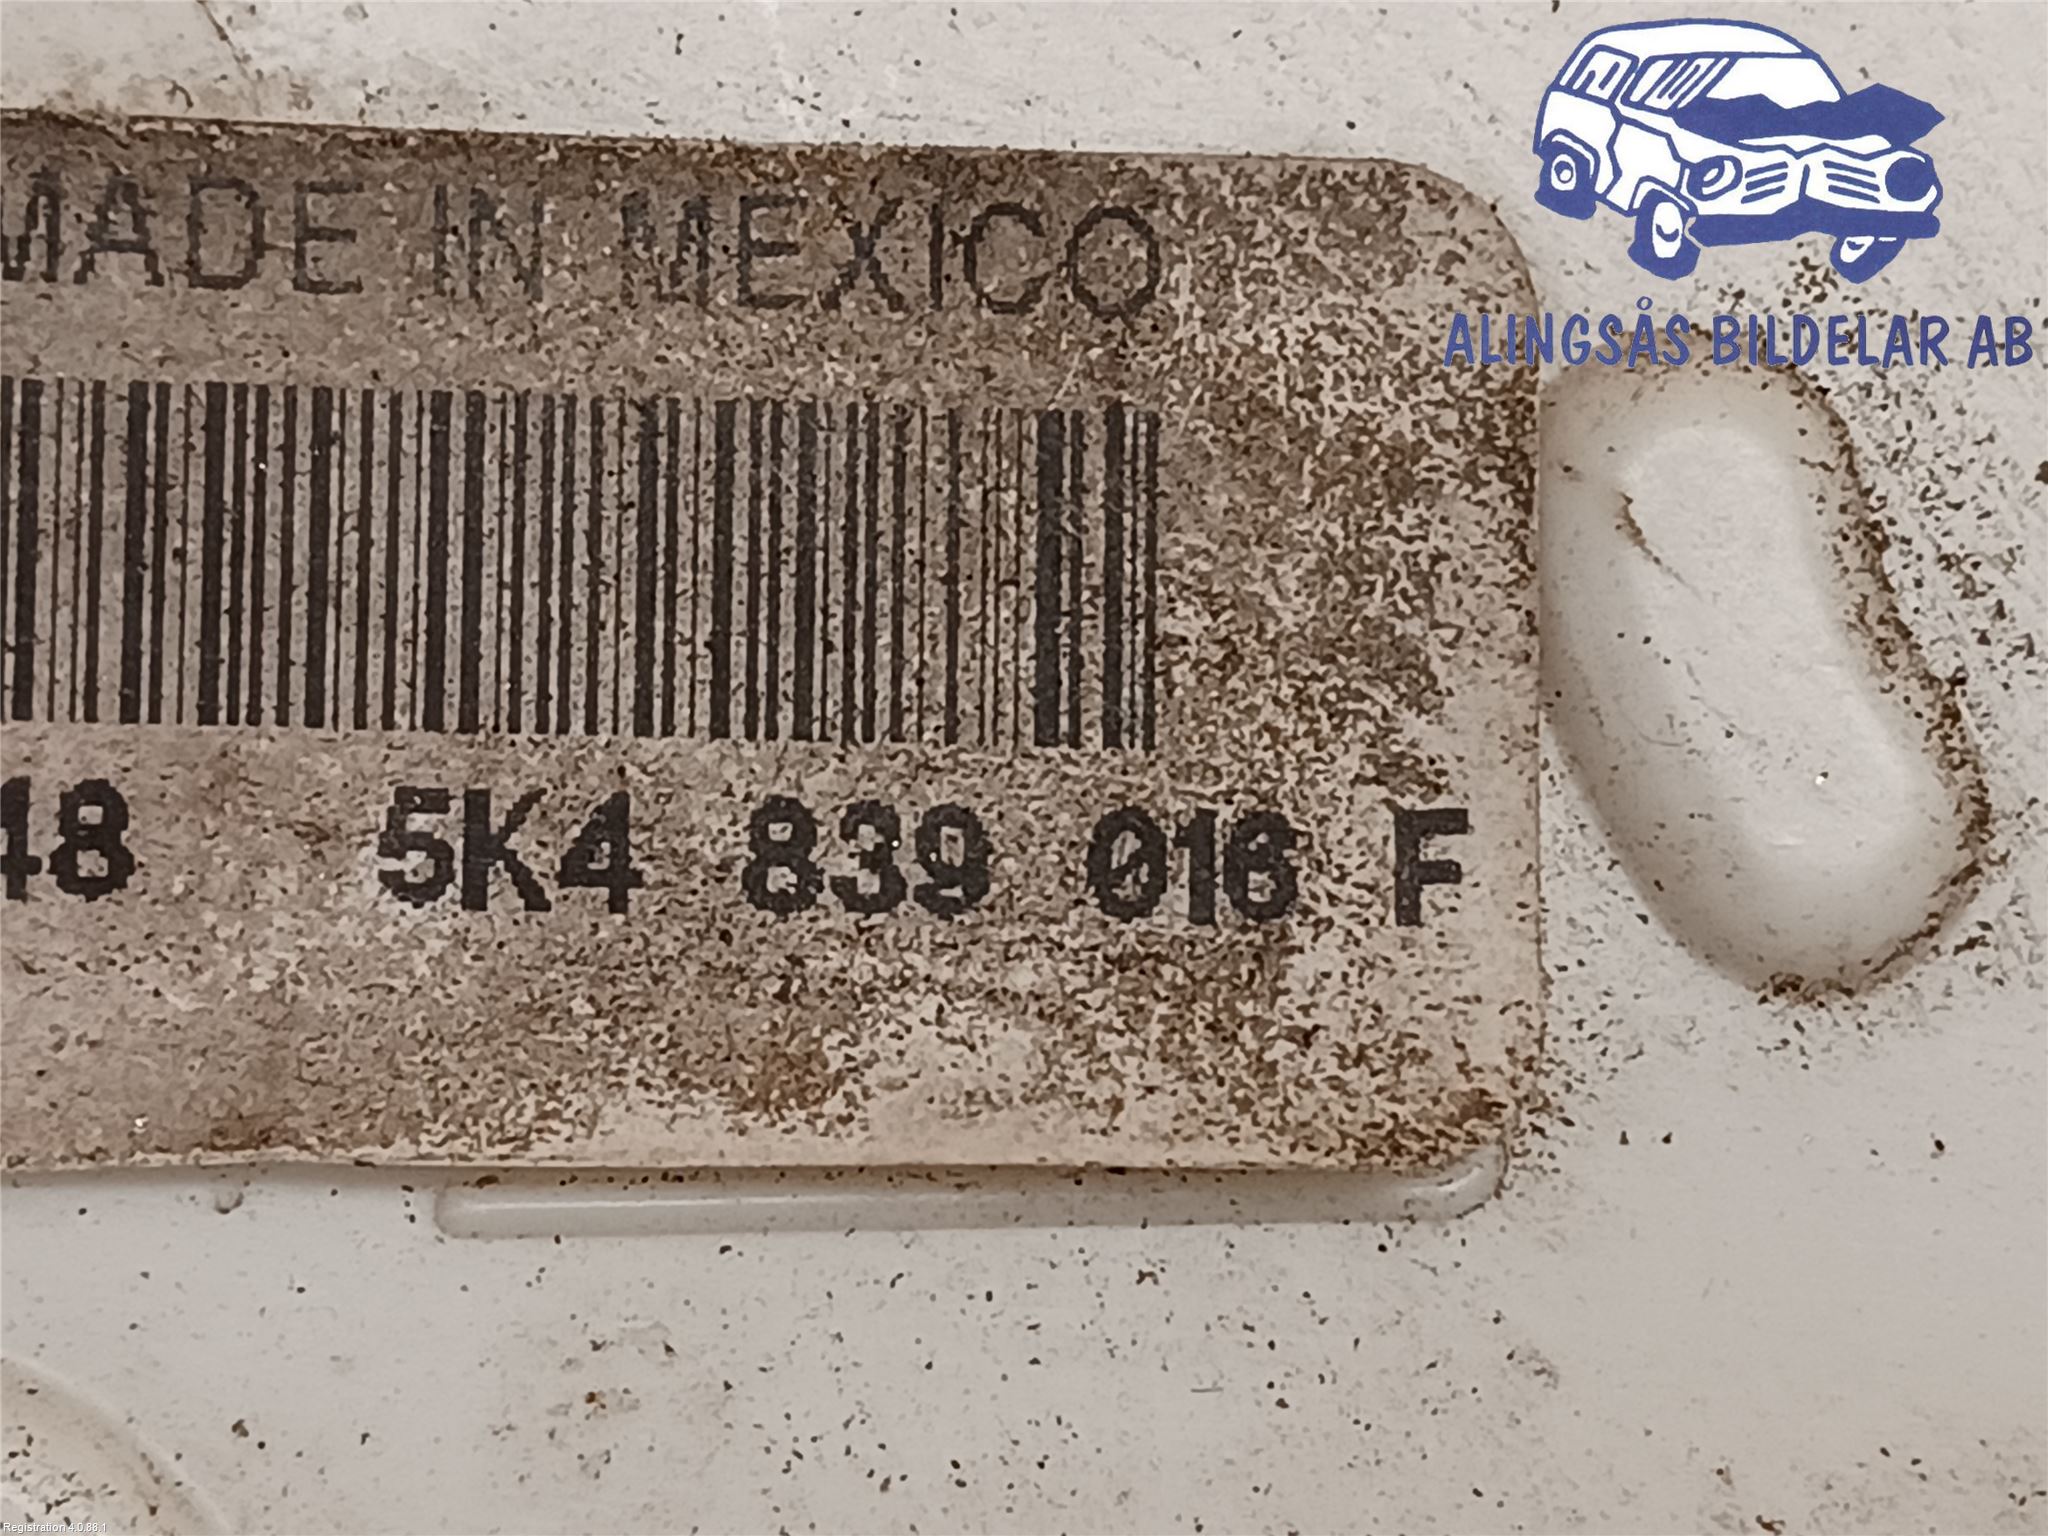 ALINGSÅS BILDELAR AB
MADE IN MEXICO
48 5K4 839 016 F
Registration 4.0.88.1